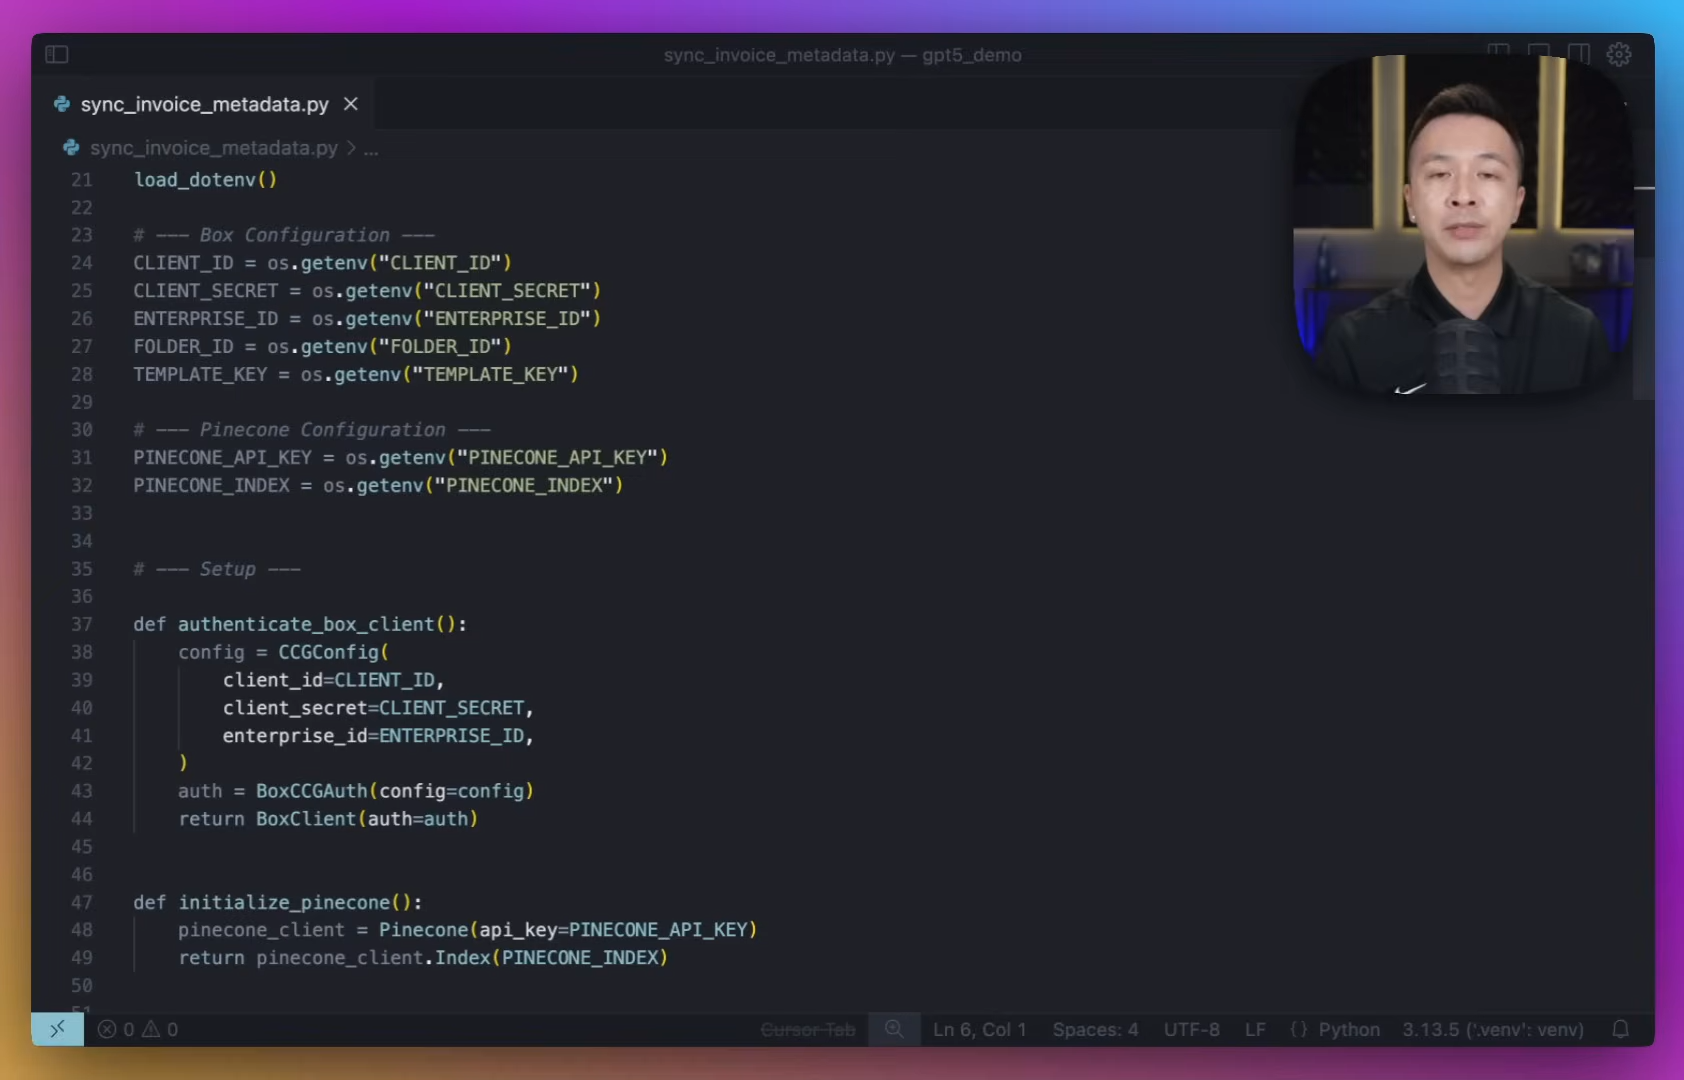 sync_invoice_metadata.py — gpt5_demo
sync_invoice_metadata.py
sync_invoice_metadata.py > ...
21 load_dotenv()
22
23 # --- Box Configuration ---
24 CLIENT_ID = os.getenv("CLIENT_ID")
25 CLIENT_SECRET = os.getenv("CLIENT_SECRET")
26 ENTERPRISE_ID = os.getenv("ENTERPRISE_ID")
27 FOLDER_ID = os.getenv("FOLDER_ID")
28 TEMPLATE_KEY = os.getenv("TEMPLATE_KEY")
29
30 # --- Pinecone Configuration ---
31 PINECONE_API_KEY = os.getenv("PINECONE_API_KEY")
32 PINECONE_INDEX = os.getenv("PINECONE_INDEX")
33
34
35 # --- Setup ---
36
37 def authenticate_box_client():
38 config = CCGConfig(
39 client_id=CLIENT_ID,
40 client_secret=CLIENT_SECRET,
41 enterprise_id=ENTERPRISE_ID,
42 )
43 auth = BoxCCGAuth(config=config)
44 return BoxClient(auth=auth)
45
46
47 def initialize_pinecone():
48 pinecone_client = Pinecone(api_key=PINECONE_API_KEY)
49 return pinecone_client.Index(PINECONE_INDEX)
50
51
0 0 Cursor Tab Ln 6, Col 1 Spaces: 4 UTF-8 LF {} Python 3.13.5 ('.venv': venv)